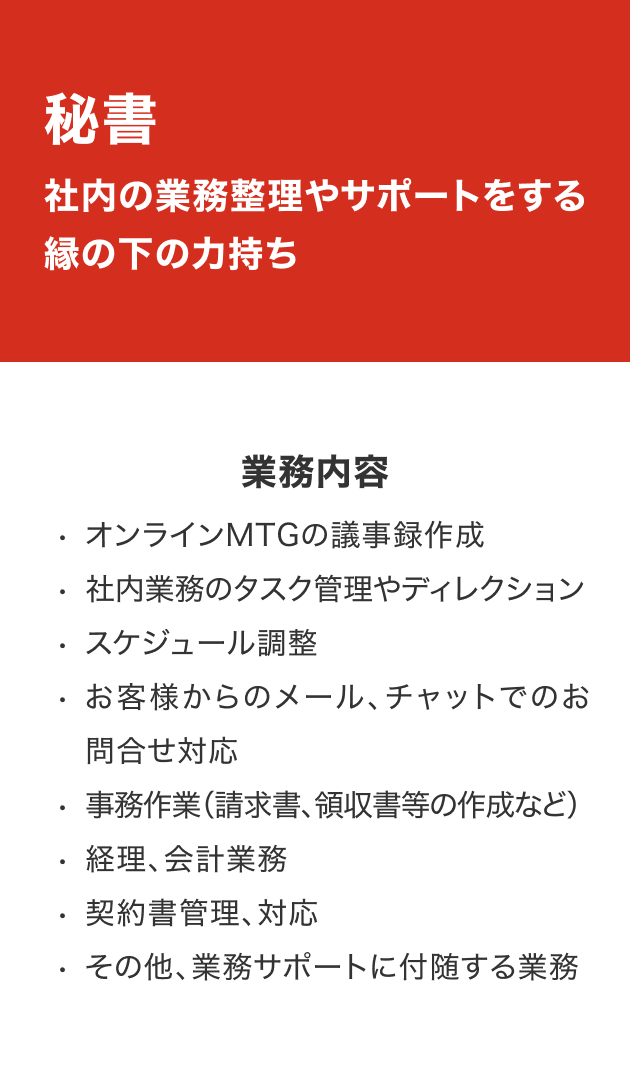 秘書
社内の業務整理やサポートをする
縁の下の力持ち
業務内容
・ オンラインMTGの議事録作成
・ 社内業務のタスク管理やディレクション
・ スケジュール調整
・ お客様からのメール、チャットでのお
問合せ対応
・ 事務作業（請求書、領収書等の作成など）
・ 経理、会計業務
・ 契約書管理、対応
・ その他、業務サポートに付随する業務